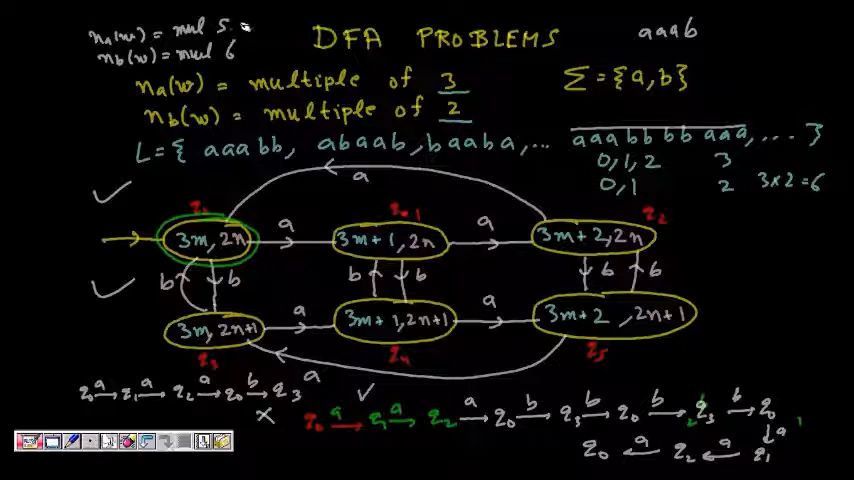 na(w) = mul 5.
nb(w) = mul 6
DFA PROBLEMS
aaab
na(w) = multiple of 3
Σ = {a,b}
nb(w) = multiple of 2
L = { aaabb, abaab, baaba, ... aaabbbbaaa, ... }
0,1,2 3
0,1 2 3×2=6
a
q1 q2
3m, 2n a 3m+1, 2n a 3m+2, 2n
b b b b b b
3m, 2n+1 a 3m+1, 2n+1 a 3m+2, 2n+1
q3 q4 q5
a
q0 a→ q1 a→ q2 a→ q0 b→ q3
×
q0 a→ q1 a→ q2 a→ q0 b→ q3 b→ q0 b→ q3 b→ q0
↓a
q0 ←a q2 ←a q1